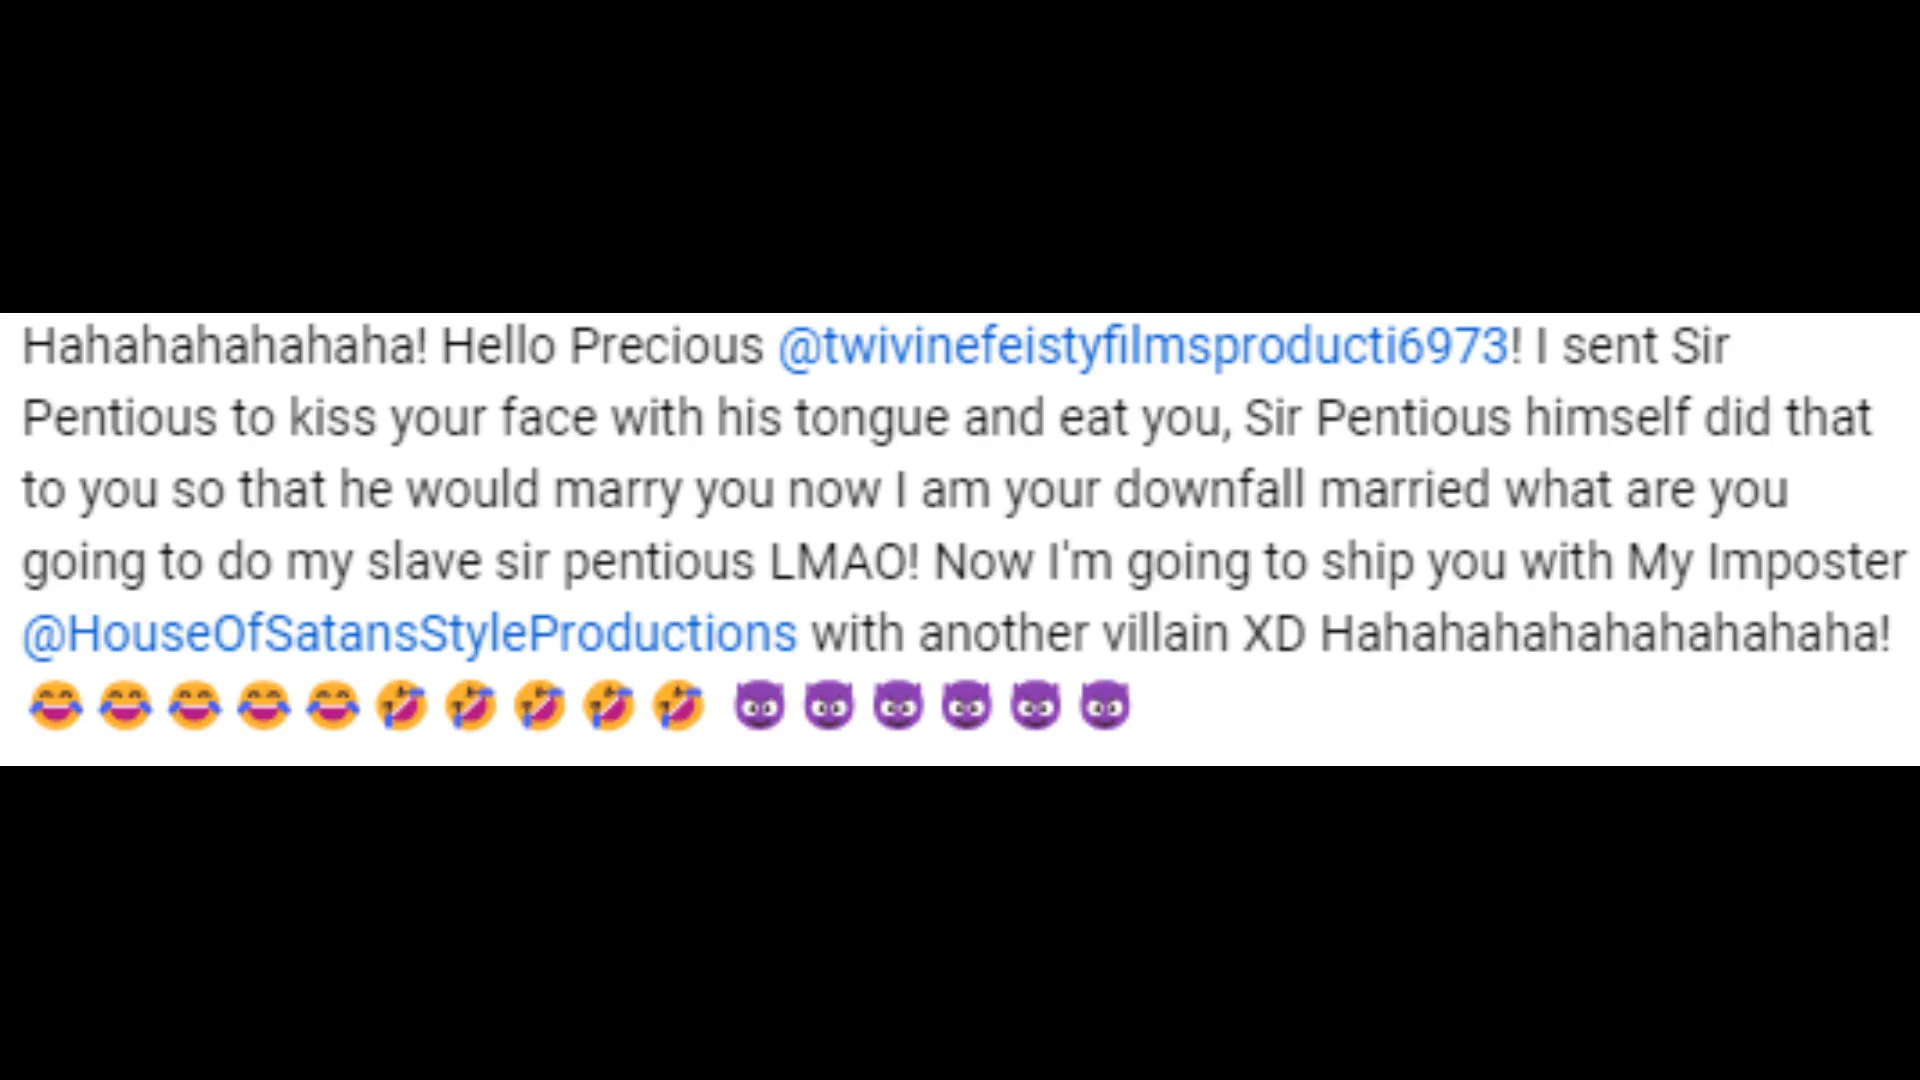 Hahahahahahaha! Hello Precious @twivinefeistyfilmsproducti6973! I sent Sir
Pentious to kiss your face with his tongue and eat you, Sir Pentious himself did that
to you so that he would marry you now I am your downfall married what are you
going to do my slave sir pentious LMAO! Now I'm going to ship you with My Imposter
@HouseOfSatansStyleProductions with another villain XD Hahahahahahahahahaha!
😂😂😂😂😂🤣🤣🤣🤣🤣 😈😈😈😈😈😈